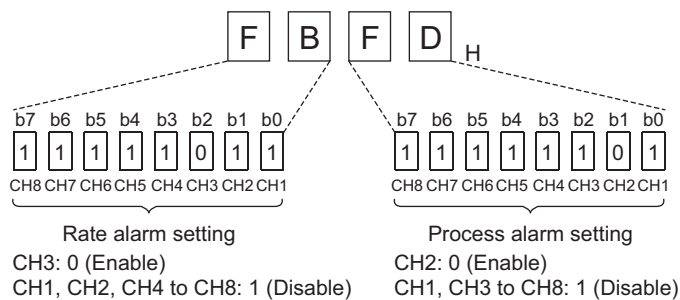 F B F D H
b7 b6 b5 b4 b3 b2 b1 b0 b7 b6 b5 b4 b3 b2 b1 b0
1 1 1 1 1 0 1 1 1 1 1 1 1 1 0 1
CH8 CH7 CH6 CH5 CH4 CH3 CH2 CH1 CH8 CH7 CH6 CH5 CH4 CH3 CH2 CH1
Rate alarm setting
CH3: 0 (Enable)
CH1, CH2, CH4 to CH8: 1 (Disable)
Process alarm setting
CH2: 0 (Enable)
CH1, CH3 to CH8: 1 (Disable)